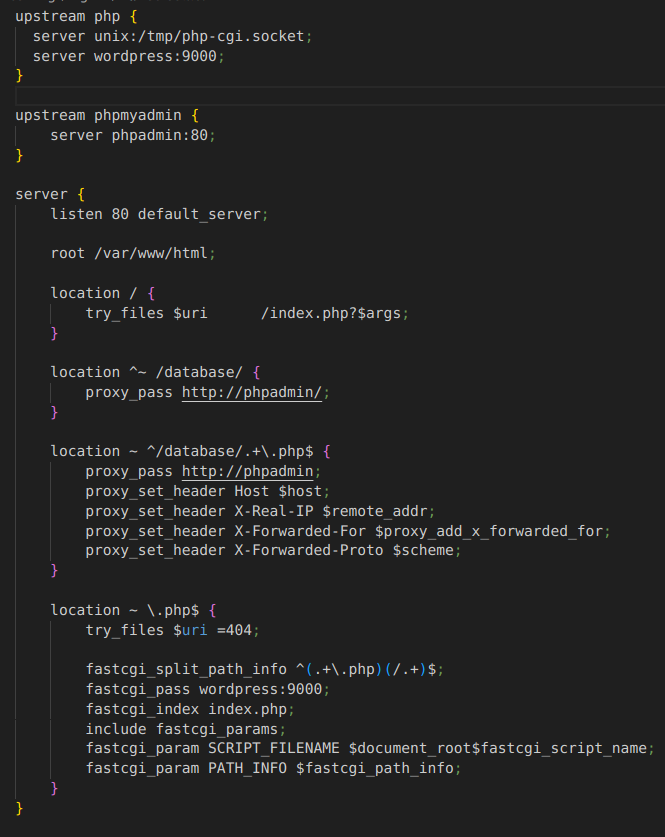 upstream php {
  server unix:/tmp/php-cgi.socket;
  server wordpress:9000;
}
upstream phpmyadmin {
    server phpadmin:80;
}
server {
    listen 80 default_server;
    root /var/www/html;
    location / {
        try_files $uri      /index.php?$args;
    }
    location ^~ /database/ {
        proxy_pass http://phpadmin/;
    }
    location ~ ^/database/.+\.php$ {
        proxy_pass http://phpadmin;
        proxy_set_header Host $host;
        proxy_set_header X-Real-IP $remote_addr;
        proxy_set_header X-Forwarded-For $proxy_add_x_forwarded_for;
        proxy_set_header X-Forwarded-Proto $scheme;
    }
    location ~ \.php$ {
        try_files $uri =404;
        fastcgi_split_path_info ^(.+\.php)(/.+)$;
        fastcgi_pass wordpress:9000;
        fastcgi_index index.php;
        include fastcgi_params;
        fastcgi_param SCRIPT_FILENAME $document_root$fastcgi_script_name;
        fastcgi_param PATH_INFO $fastcgi_path_info;
    }
}